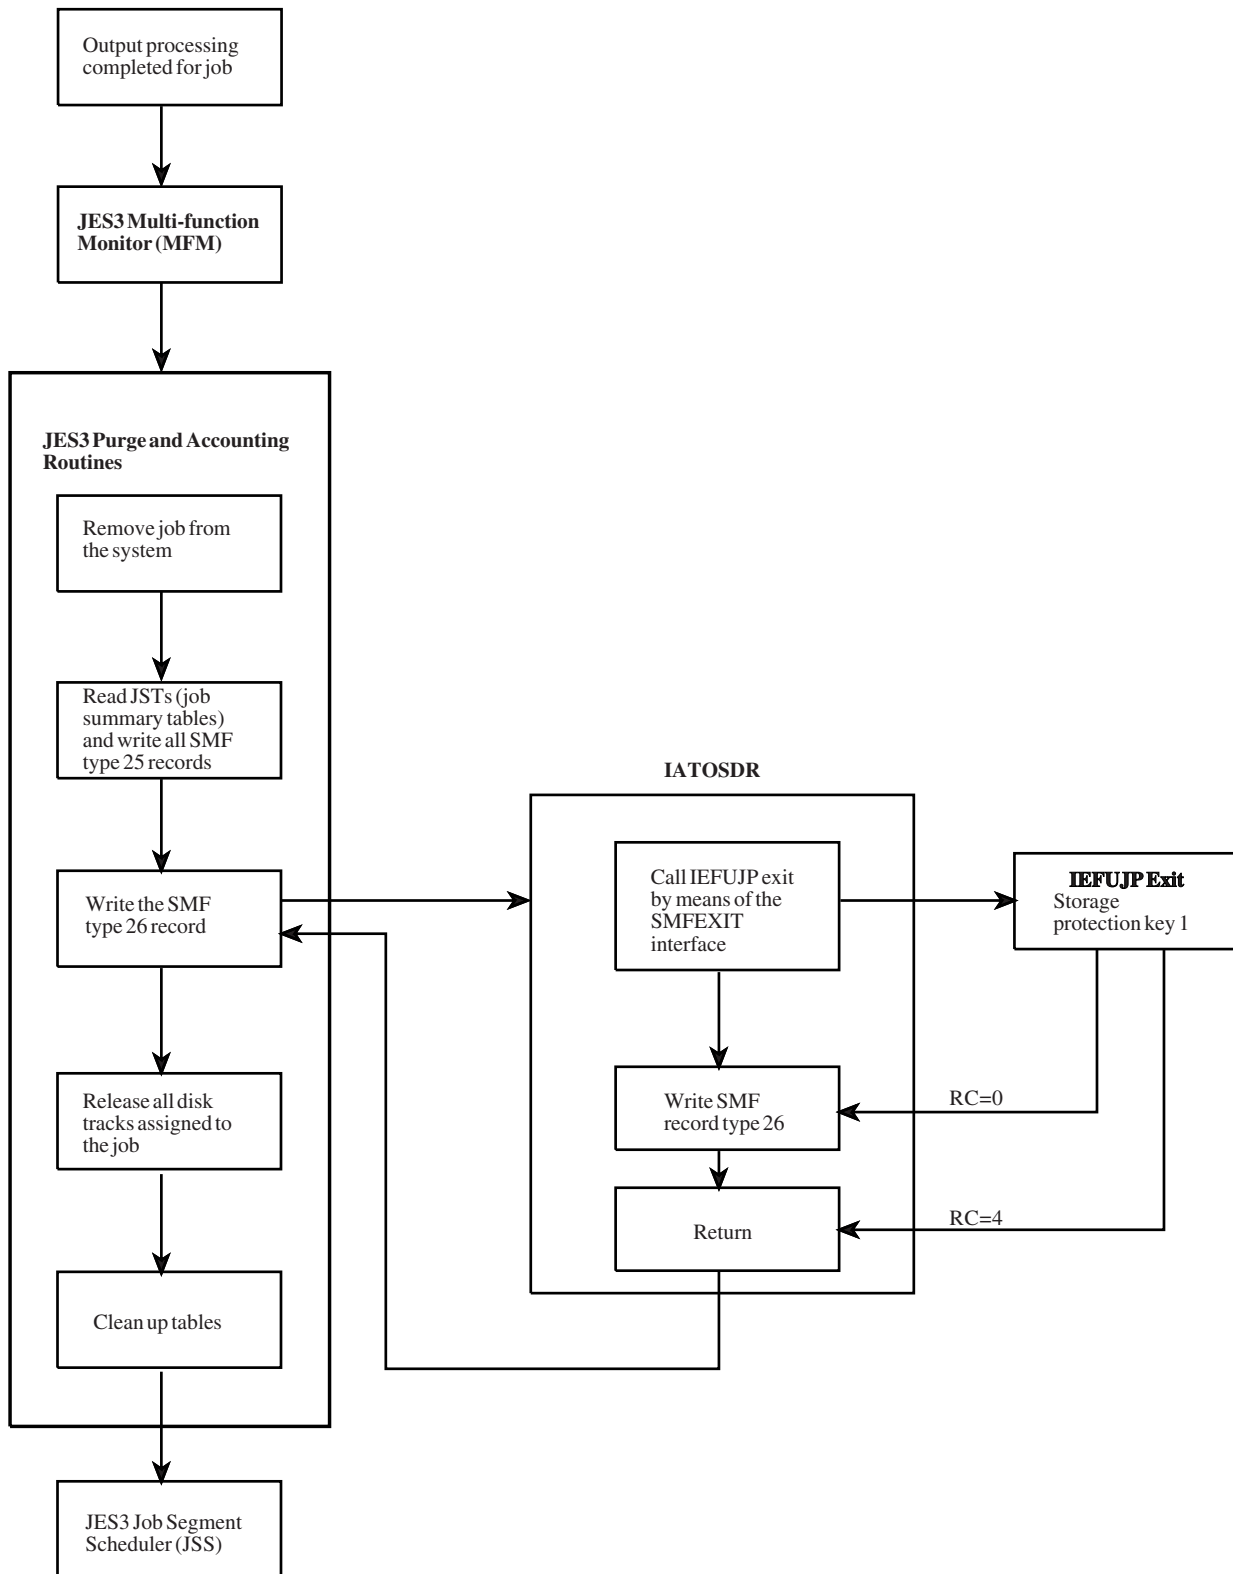 Output processing
completed for job
JES3 Multi-function
Monitor (MFM)
JES3 Purge and Accounting
Routines
Remove job from
the system
Read JSTs (job
summary tables)
and write all SMF
type 25 records
Write the SMF
type 26 record
Release all disk
tracks assigned to
the job
Clean up tables
JES3 Job Segment
Scheduler (JSS)
IATOSDR
Call IEFUJP exit
by means of the
SMFEXIT
interface
Write SMF
record type 26
Return
IEFUJP Exit
Storage
protection key 1
RC=0
RC=4